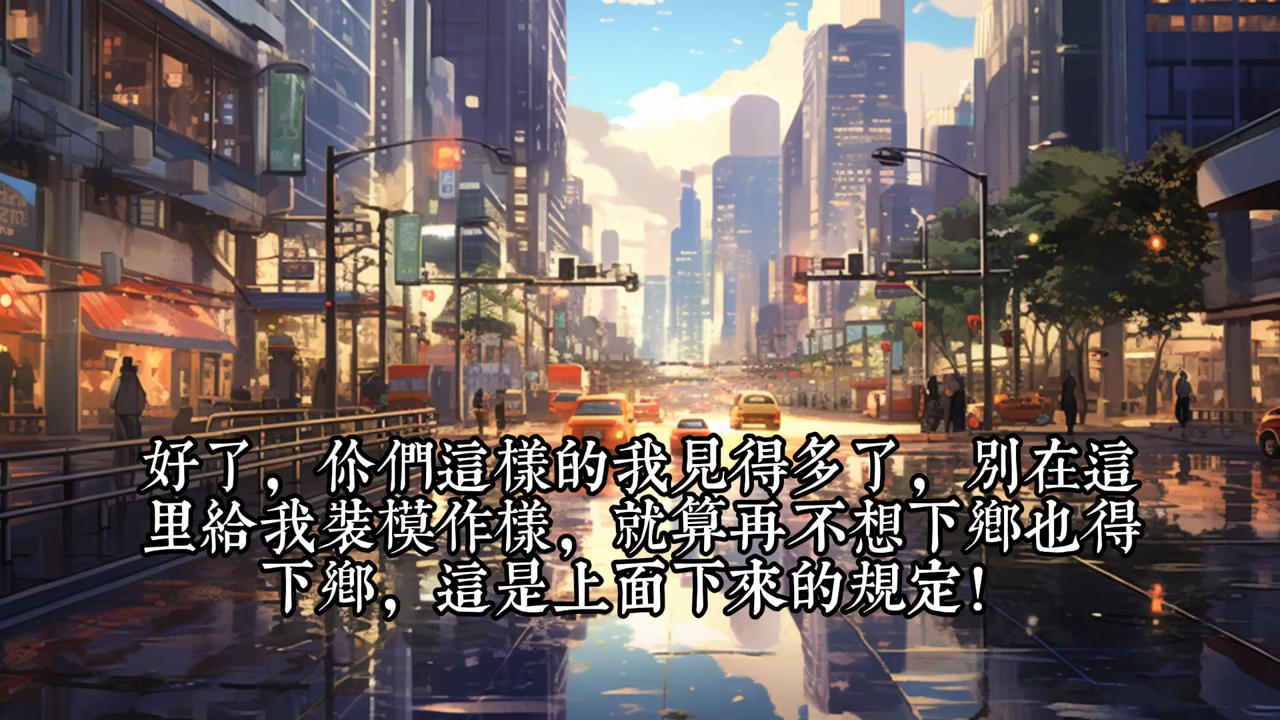 好了，你們這樣的我見得多了，別在這
里給我裝模作樣，就算再不想下鄉也得
下鄉，這是上面下來的規定！